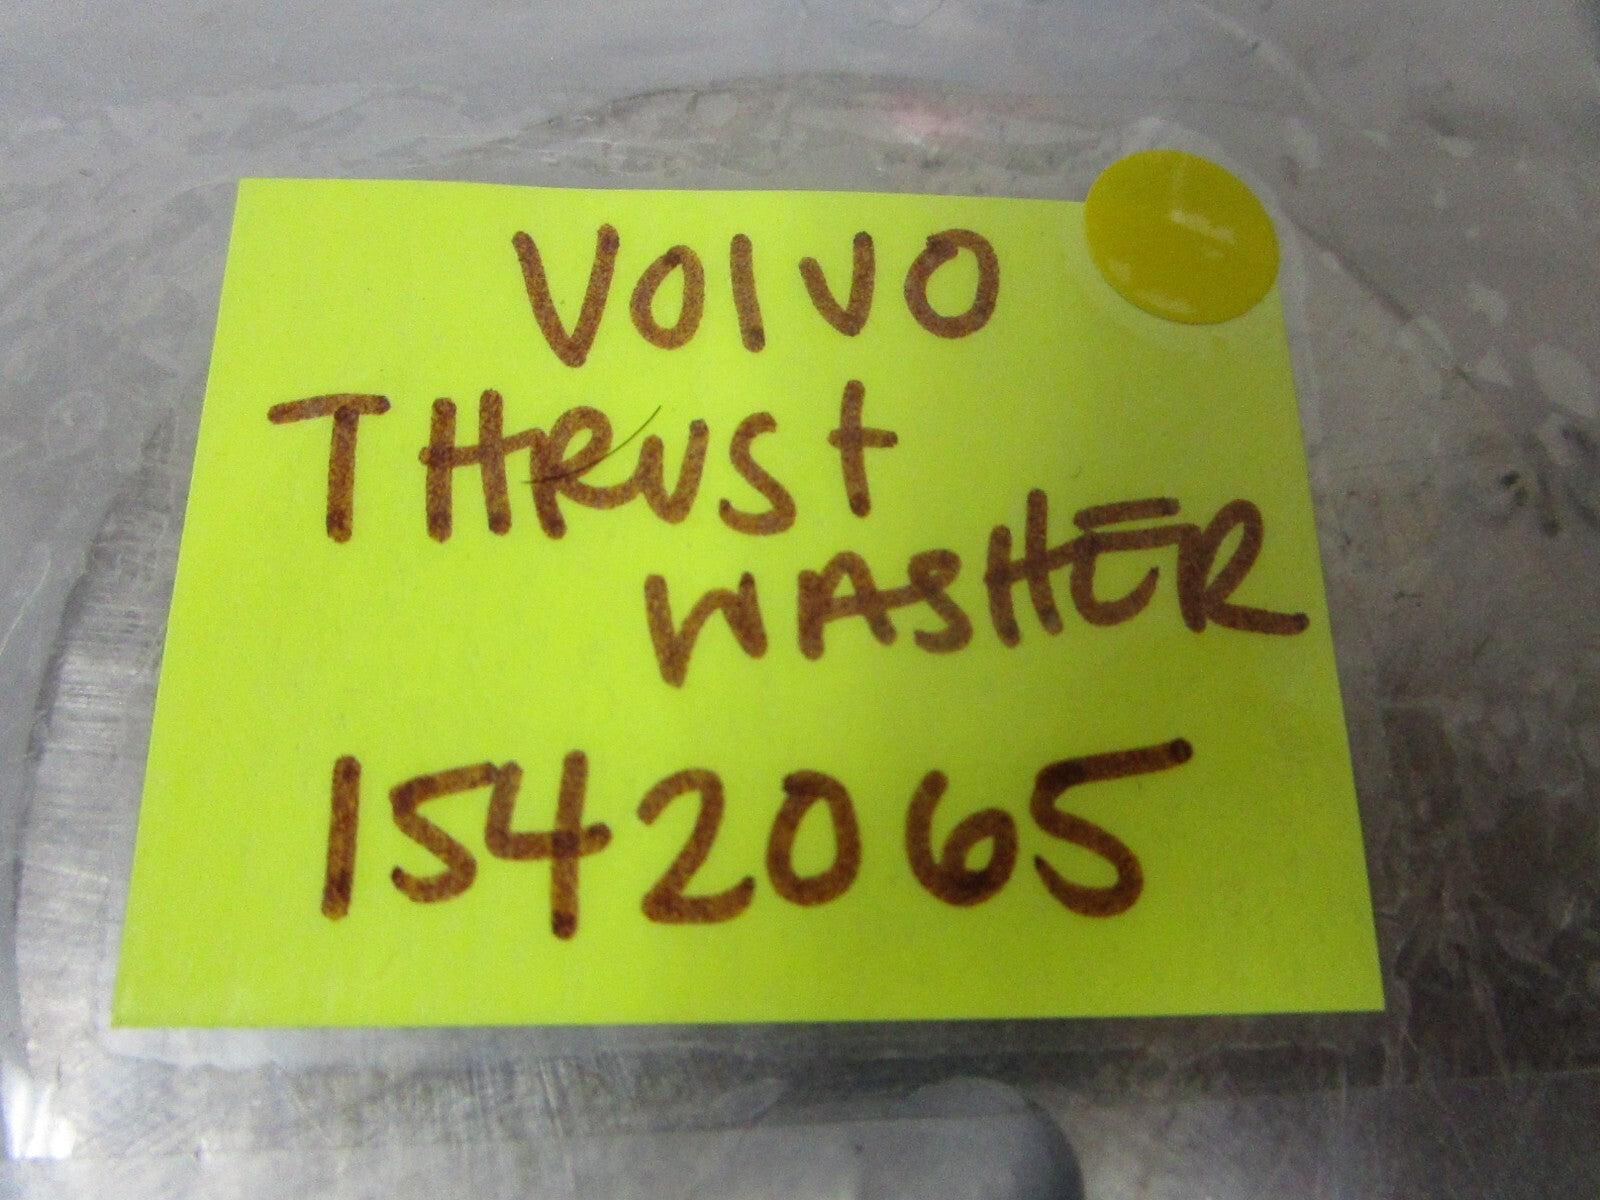 VOLVO
THRUST
WASHER
1542065